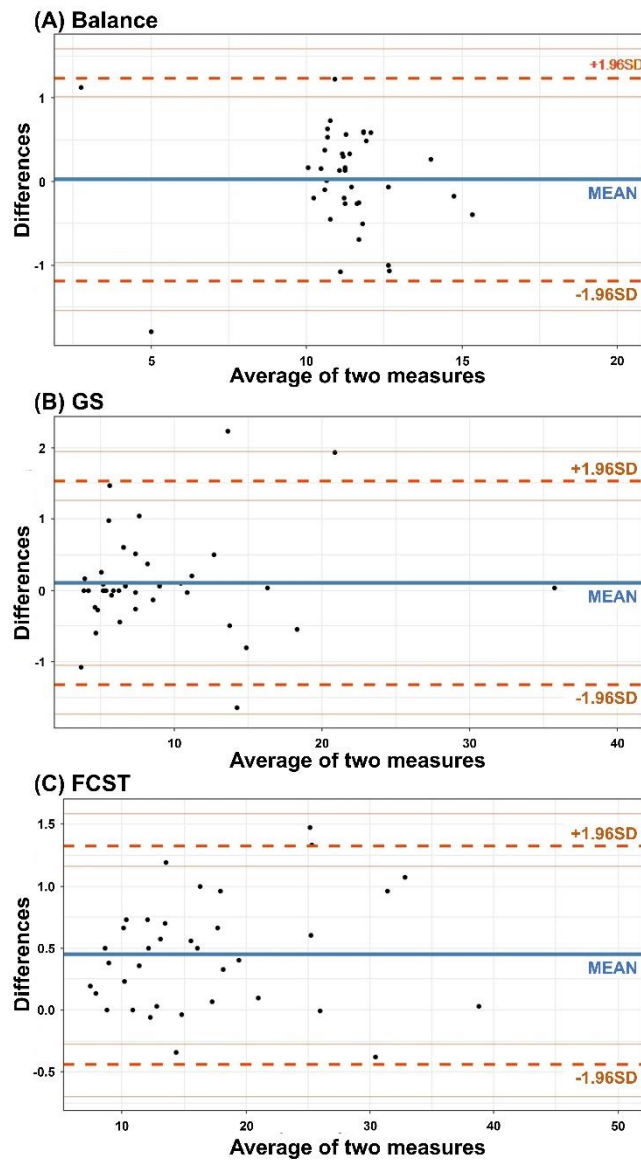 (A) Balance
+1.96SD
1
0
MEAN
-1
-1.96SD
Differences
5
10
15
20
Average of two measures
(B) GS
2
+1.96SD
1
0
MEAN
-1
-1.96SD
Differences
10
20
30
40
Average of two measures
(C) FCST
1.5
+1.96SD
1.0
0.5
MEAN
0.0
-0.5
-1.96SD
Differences
10
20
30
40
50
Average of two measures